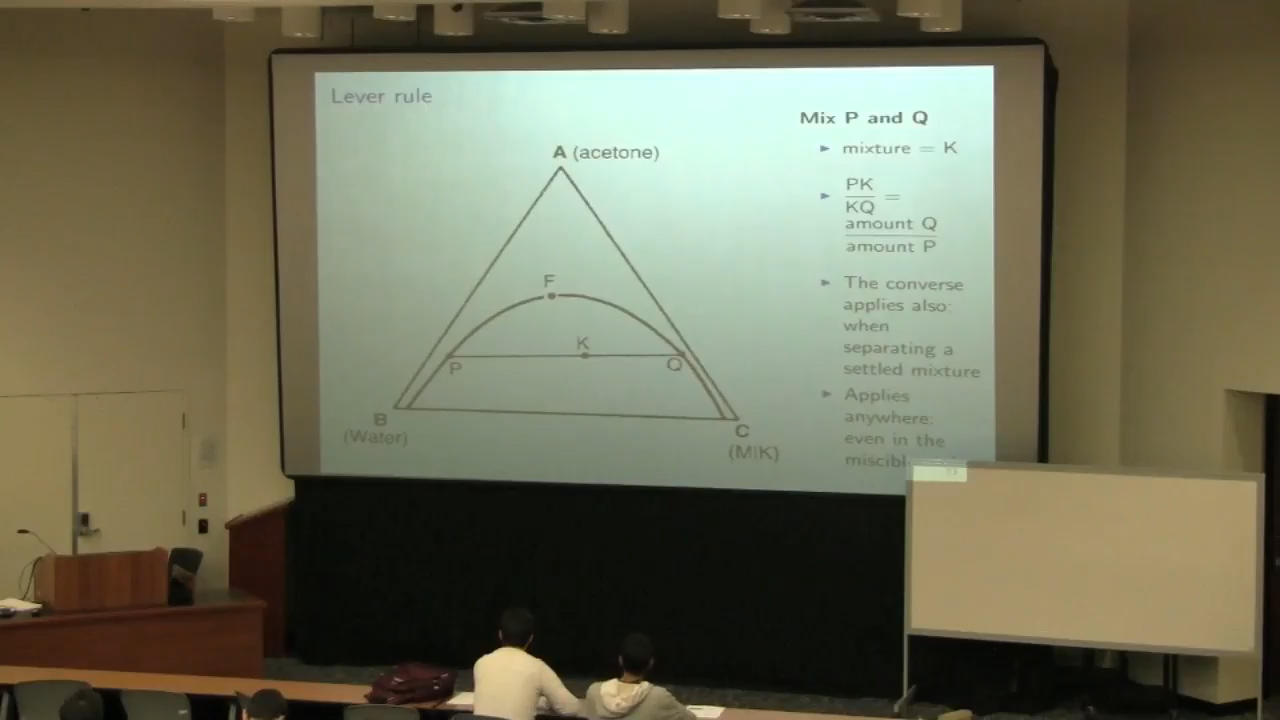 Lever rule
Mix P and Q
A (acetone)
mixture = K
PK
KQ
=
amount Q
amount P
F
The converse
applies also:
when
separating a
settled mixture
K
P
Q
Applies
anywhere:
even in the
B
(Water)
C
(MIK)